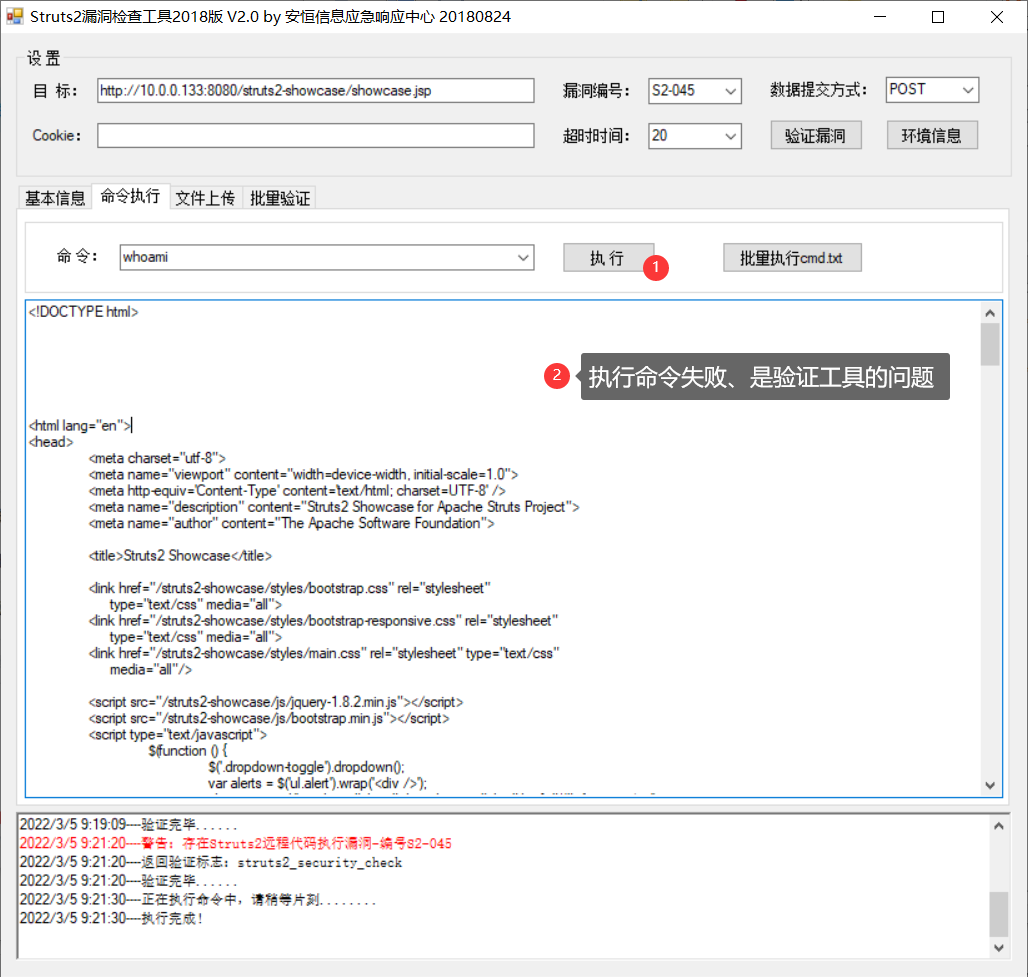 Struts2漏洞检查工具2018版 V2.0 by 安恒信息应急响应中心 20180824
设 置
目 标： http://10.0.0.133:8080/struts2-showcase/showcase.jsp 漏洞编号： S2-045 数据提交方式： POST
Cookie： 超时时间： 20 验证漏洞 环境信息
基本信息 命令执行 文件上传 批量验证
命 令： whoami 执 行 批量执行cmd.txt
1
<!DOCTYPE html>
2 执行命令失败、是验证工具的问题
<html lang="en">
<head>
<meta charset="utf-8">
<meta name="viewport" content="width=device-width, initial-scale=1.0">
<meta http-equiv='Content-Type' content='text/html; charset=UTF-8' />
<meta name="description" content="Struts2 Showcase for Apache Struts Project">
<meta name="author" content="The Apache Software Foundation">
<title>Struts2 Showcase</title>
<link href="/struts2-showcase/styles/bootstrap.css" rel="stylesheet"
type="text/css" media="all">
<link href="/struts2-showcase/styles/bootstrap-responsive.css" rel="stylesheet"
type="text/css" media="all">
<link href="/struts2-showcase/styles/main.css" rel="stylesheet" type="text/css"
media="all"/>
<script src="/struts2-showcase/js/jquery-1.8.2.min.js"></script>
<script src="/struts2-showcase/js/bootstrap.min.js"></script>
<script type="text/javascript">
$(function () {
$('.dropdown-toggle').dropdown();
var alerts = $('ul.alert').wrap('<div />');
2022/3/5 9:19:09----验证完毕......
2022/3/5 9:21:20----警告：存在Struts2远程代码执行漏洞-编号S2-045
2022/3/5 9:21:20----返回验证标志：struts2_security_check
2022/3/5 9:21:20----验证完毕......
2022/3/5 9:21:30----正在执行命令中，请稍等片刻........
2022/3/5 9:21:30----执行完成！